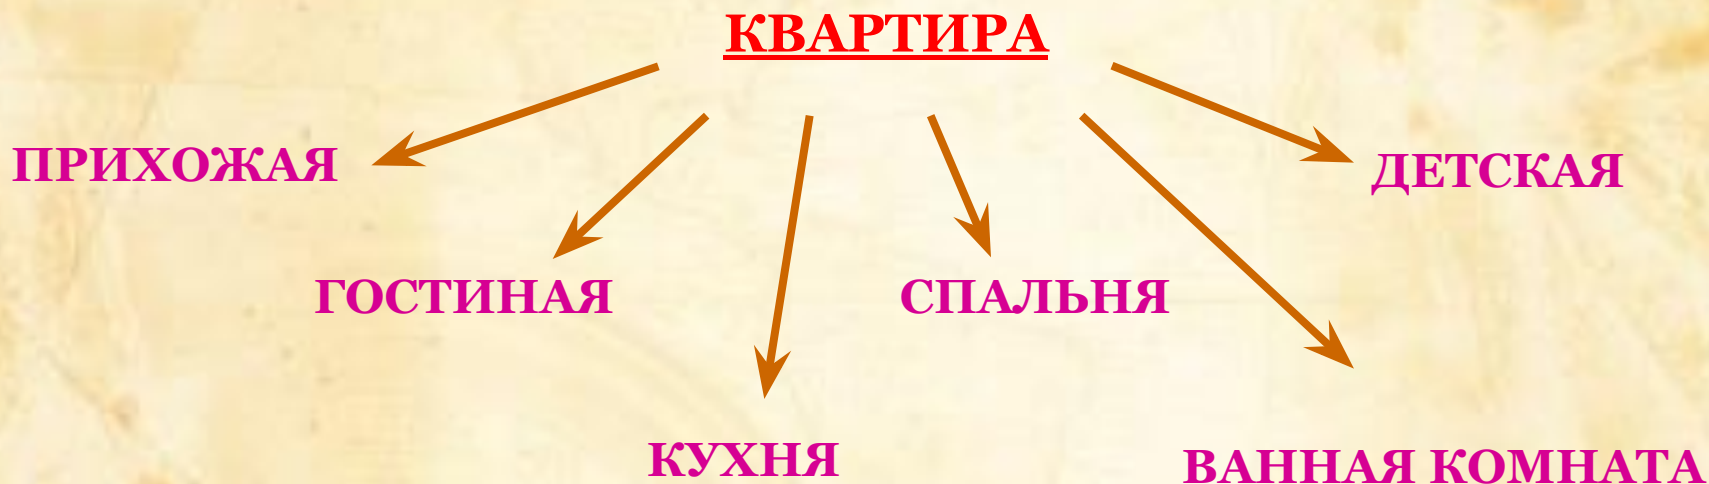 КВАРТИРА
ПРИХОЖАЯ
ДЕТСКАЯ
ГОСТИНАЯ
СПАЛЬНЯ
КУХНЯ
ВАННАЯ КОМНАТА